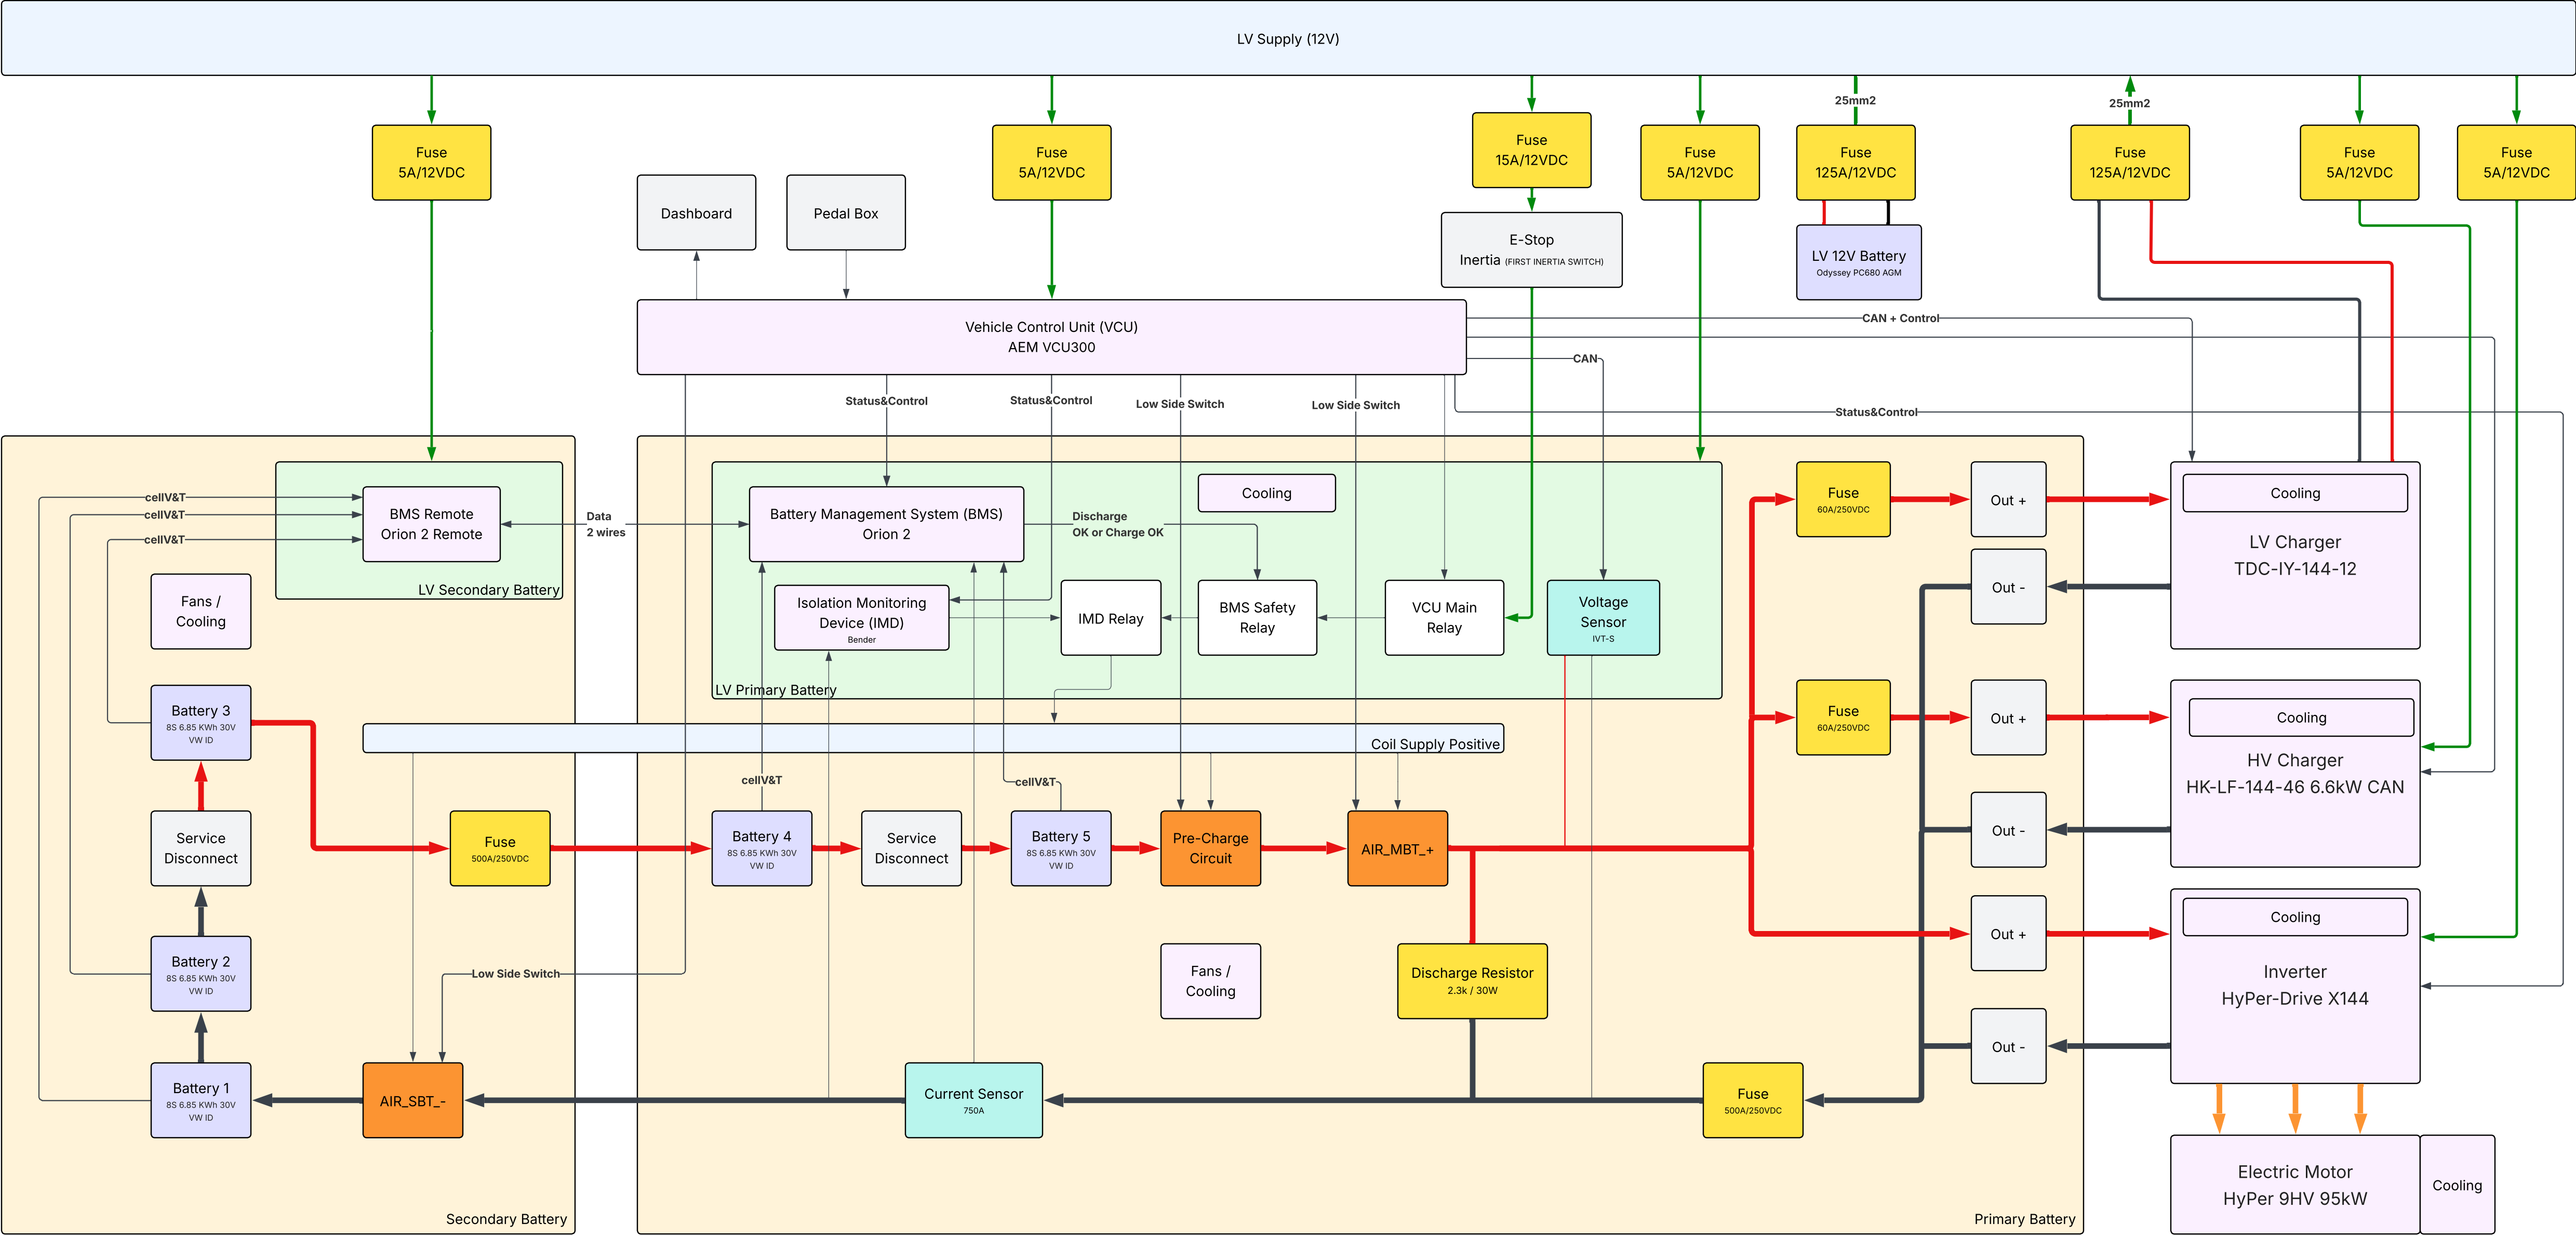 LV Supply (12V)
25mm2
25mm2
Fuse
5A/12VDC
Fuse
5A/12VDC
Fuse
15A/12VDC
Fuse
5A/12VDC
Fuse
125A/12VDC
Fuse
125A/12VDC
Fuse
5A/12VDC
Fuse
5A/12VDC
Dashboard
Pedal Box
E-Stop
Inertia (FIRST INERTIA SWITCH)
LV 12V Battery
Odyssey PC680 AGM
Vehicle Control Unit (VCU)
AEM VCU300
CAN + Control
CAN
Status&Control
Status&Control
Low Side Switch
Low Side Switch
Status&Control
cellV&T
cellV&T
cellV&T
BMS Remote
Orion 2 Remote
LV Secondary Battery
Data
2 wires
Battery Management System (BMS)
Orion 2
Discharge
OK or Charge OK
Cooling
Isolation Monitoring
Device (IMD)
Bender
IMD Relay
BMS Safety
Relay
VCU Main
Relay
Voltage
Sensor
IVT-S
LV Primary Battery
Fuse
60A/250VDC
Out +
Out -
Cooling
LV Charger
TDC-IY-144-12
Fans /
Cooling
Battery 3
8S 6.85 KWh 30V
VW ID
Coil Supply Positive
Fuse
60A/250VDC
Out +
Out -
Cooling
HV Charger
HK-LF-144-46 6.6kW CAN
cellV&T
cellV&T
Service
Disconnect
Fuse
500A/250VDC
Battery 4
8S 6.85 KWh 30V
VW ID
Service
Disconnect
Battery 5
8S 6.85 KWh 30V
VW ID
Pre-Charge
Circuit
AIR_MBT_+
Out +
Out -
Cooling
Inverter
HyPer-Drive X144
Battery 2
8S 6.85 KWh 30V
VW ID
Low Side Switch
Fans /
Cooling
Discharge Resistor
2.3k / 30W
Battery 1
8S 6.85 KWh 30V
VW ID
AIR_SBT_-
Current Sensor
750A
Fuse
500A/250VDC
Electric Motor
HyPer 9HV 95kW
Cooling
Secondary Battery
Primary Battery